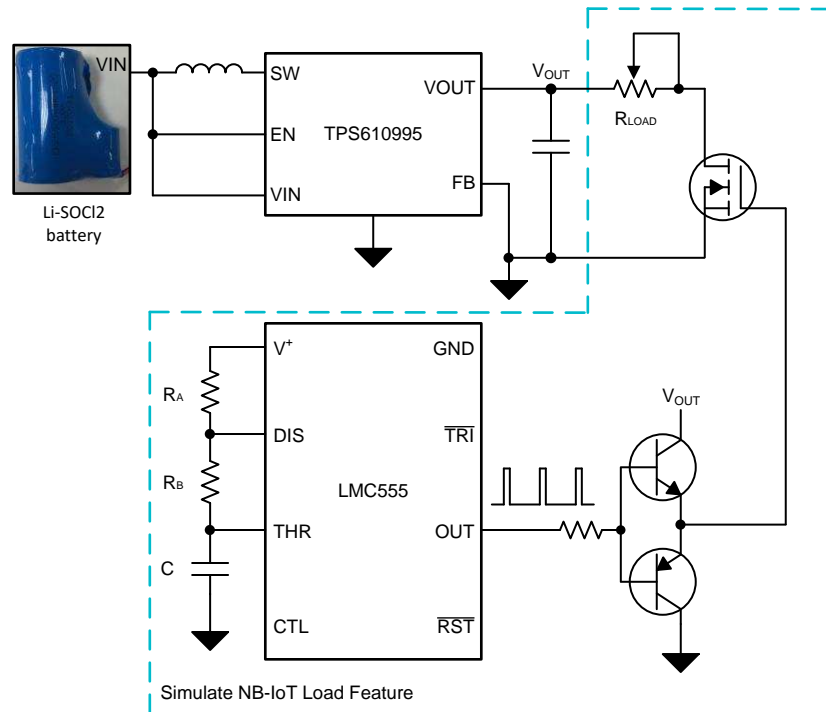 VIN
SW
VOUT
VOUT
RLOAD
EN
TPS610995
VIN
FB
Li-SOCl2
battery
V+
GND
RA
DIS
TRI
VOUT
RB
LMC555
THR
OUT
C
CTL
RST
Simulate NB-IoT Load Feature